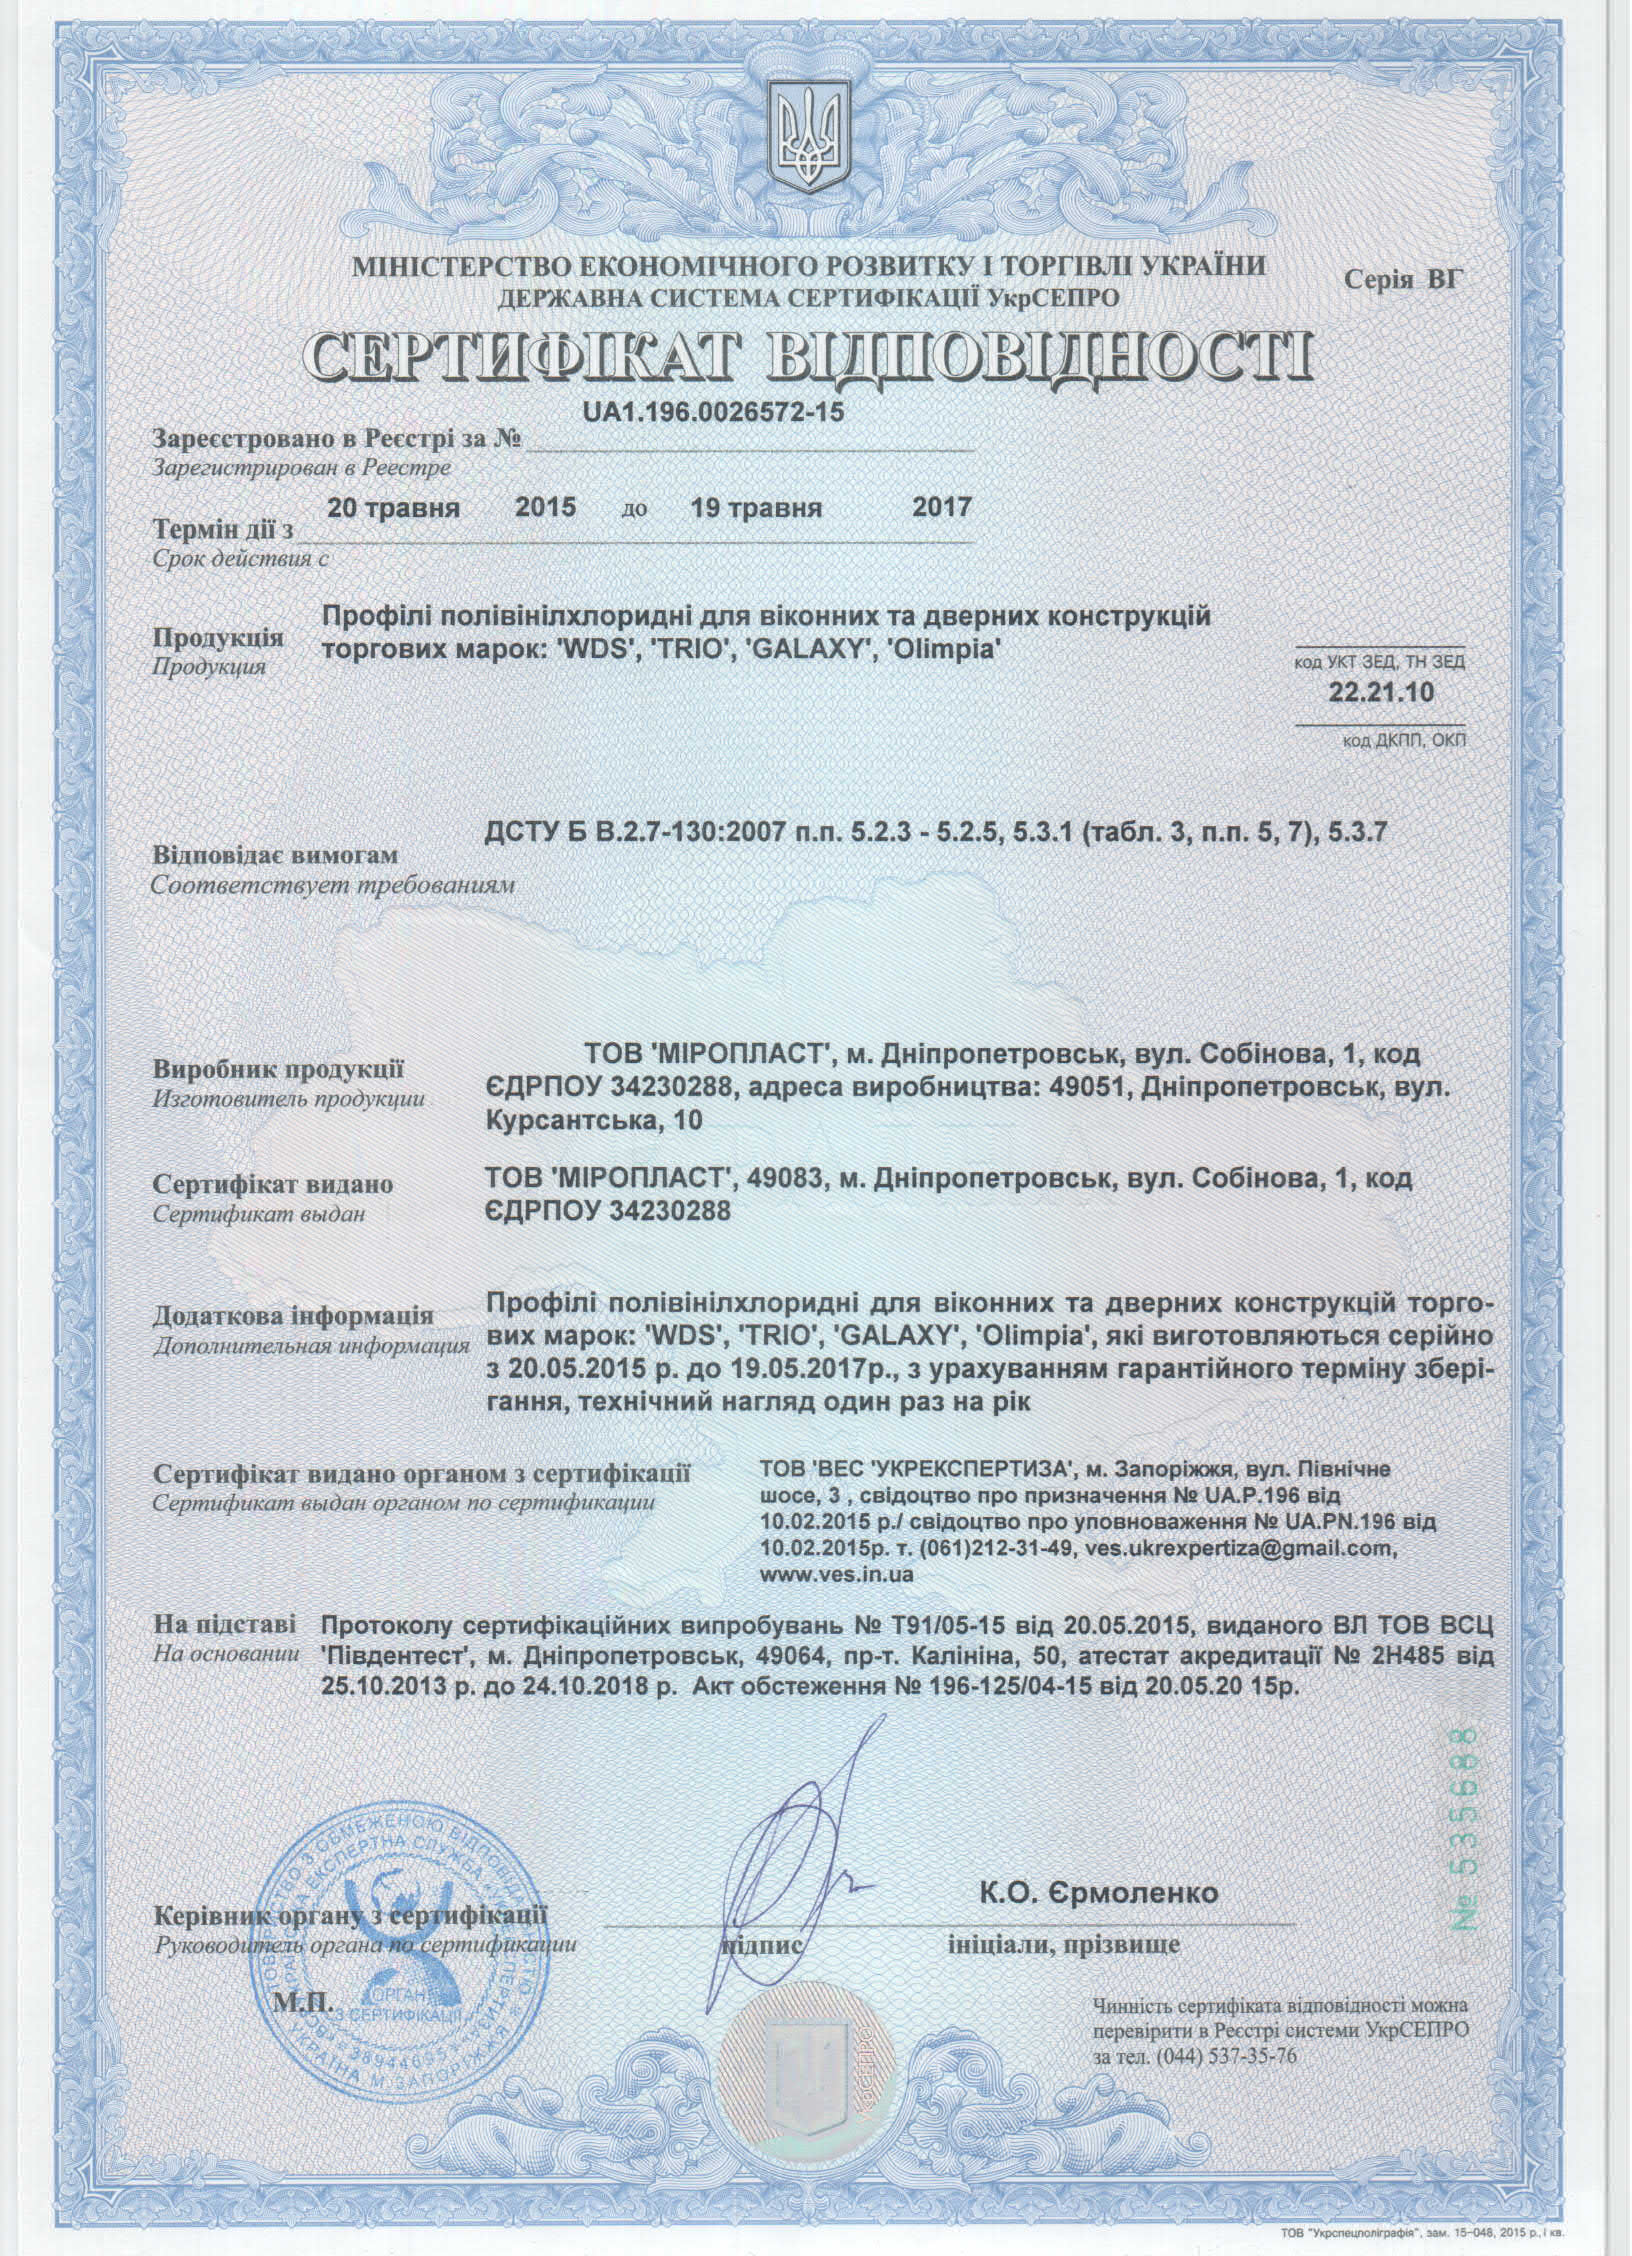 МІНІСТЕРСТВО ЕКОНОМІЧНОГО РОЗВИТКУ І ТОРГІВЛІ УКРАЇНИ
ДЕРЖАВНА СИСТЕМА СЕРТИФІКАЦІЇ УкрСЕПРО
Серія ВГ
СЕРТИФІКАТ ВІДПОВІДНОСТІ
UA1.196.0026572-15
Зареєстровано в Реєстрі за №
Зарегистрирован в Реестре
20 травня 2015 до 19 травня 2017
Термін дії з
Срок действия с
Профілі полівінілхлоридні для віконних та дверних конструкцій
Продукція
торгових марок: 'WDS', 'TRIO', 'GALAXY', 'Olimpia'
Продукция
код УКТ ЗЕД, ТН ЗЕД
22.21.10
код ДКПП, ОКП
ДСТУ Б В.2.7-130:2007 п.п. 5.2.3 - 5.2.5, 5.3.1 (табл. 3, п.п. 5, 7), 5.3.7
Відповідає вимогам
Соответствует требованиям
Виробник продукції
Изготовитель продукции
ТОВ 'МІРОПЛАСТ', м. Дніпропетровськ, вул. Собінова, 1, код
ЄДРПОУ 34230288, адреса виробництва: 49051, Дніпропетровськ, вул.
Курсантська, 10
Сертифікат видано
Сертификат выдан
ТОВ 'МІРОПЛАСТ', 49083, м. Дніпропетровськ, вул. Собінова, 1, код
ЄДРПОУ 34230288
Додаткова інформація
Дополнительная информация
Профілі полівінілхлоридні для віконних та дверних конструкцій торго-
вих марок: 'WDS', 'TRIO', 'GALAXY', 'Olimpia', які виготовляються серійно
з 20.05.2015 р. до 19.05.2017р., з урахуванням гарантійного терміну збері-
гання, технічний нагляд один раз на рік
Сертифікат видано органом з сертифікації
Сертификат выдан органом по сертификации
ТОВ 'ВЕС 'УКРЕКСПЕРТИЗА', м. Запоріжжя, вул. Північне
шосе, 3 , свідоцтво про призначення № UA.P.196 від
10.02.2015 р./ свідоцтво про уповноваження № UA.PN.196 від
10.02.2015р. т. (061)212-31-49, ves.ukrexpertiza@gmail.com,
www.ves.in.ua
На підставі
На основании
Протоколу сертифікаційних випробувань № Т91/05-15 від 20.05.2015, виданого ВЛ ТОВ ВСЦ
'Південтест', м. Дніпропетровськ, 49064, пр-т. Калініна, 50, атестат акредитації № 2Н485 від
25.10.2013 р. до 24.10.2018 р. Акт обстеження № 196-125/04-15 від 20.05.20 15р.
№ 535688
К.О. Єрмоленко
Керівник органу з сертифікації
Руководитель органа по сертификации
підпис
ініціали, прізвище
М.П.
ОРГАН
З СЕРТИФІКАЦІЇ
УКРАЇНА М.ЗАПОРІЖЖЯ
Чинність сертифіката відповідності можна
перевірити в Реєстрі системи УкрСЕПРО
за тел. (044) 537-35-76
ТОВ "Укрспецполіграфія", зам. 15-048, 2015 р., І кв.